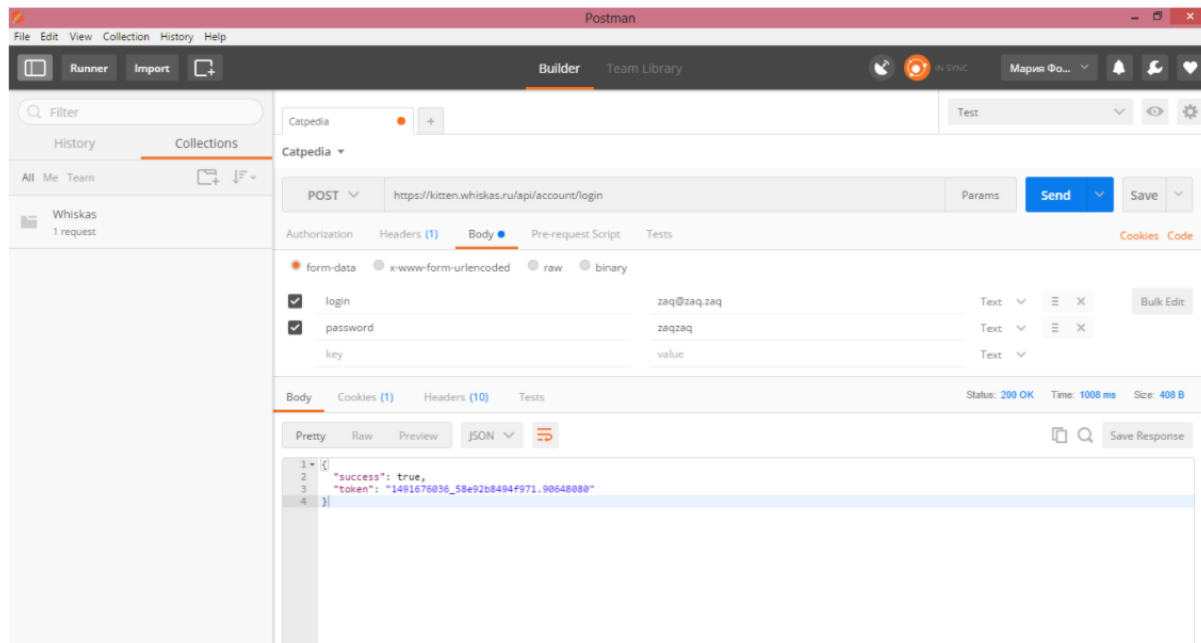 Postman
File Edit View Collection History Help
Runner Import Builder Team Library IN SYNC Мария Фо...
Filter
History Collections
All Me Team
Whiskas
1 request
Catpedia
Test
Catpedia
POST https://kitten.whiskas.ru/api/account/login Params Send Save
Authorization Headers (1) Body Pre-request Script Tests Cookies Code
form-data x-www-form-urlencoded raw binary
login zaq@zaq.zaq Text Bulk Edit
password zaqzaq Text
key value Text
Body Cookies (1) Headers (10) Tests Status: 200 OK Time: 1008 ms Size: 408 B
Pretty Raw Preview JSON Save Response
1 {
2 "success": true,
3 "token": "1491676036_58e92b8494f971.90648080"
4 }